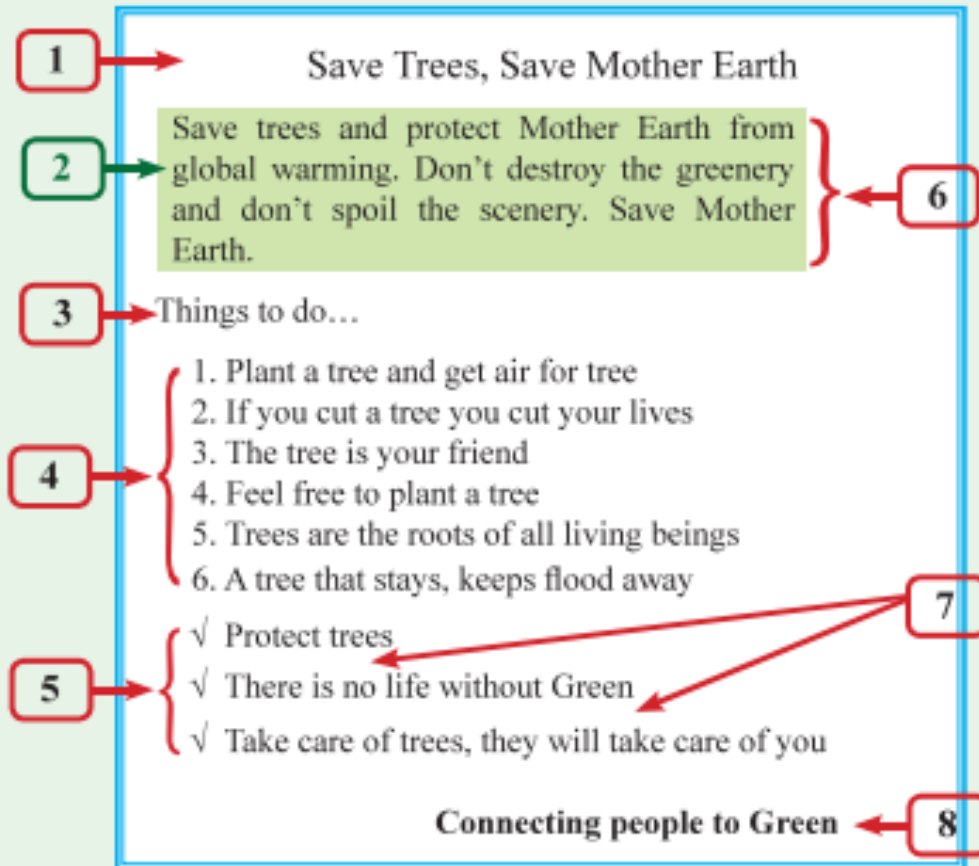 1
Save Trees, Save Mother Earth
2
Save trees and protect Mother Earth from
global warming. Don't destroy the greenery
and don't spoil the scenery. Save Mother
Earth.
6
3
Things to do…
4
1. Plant a tree and get air for tree
2. If you cut a tree you cut your lives
3. The tree is your friend
4. Feel free to plant a tree
5. Trees are the roots of all living beings
6. A tree that stays, keeps flood away
7
5
√ Protect trees
√ There is no life without Green
√ Take care of trees, they will take care of you
Connecting people to Green
8